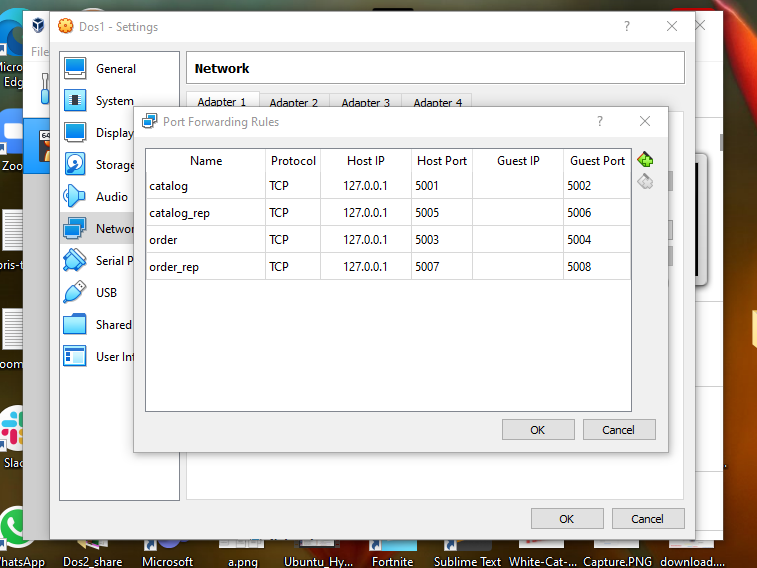 Dos1 - Settings
?
File
Micro
Edg
General
Network
System
Adapter 1 Adapter 2 Adapter 3 Adapter 4
Port Forwarding Rules
?
64
Display
Zoo
Storage
Name Protocol Host IP Host Port Guest IP Guest Port
catalog TCP 127.0.0.1 5001 5002
Audio
catalog_rep TCP 127.0.0.1 5005 5006
Networ
order TCP 127.0.0.1 5003 5004
Serial P
order_rep TCP 127.0.0.1 5007 5008
oris-t
USB
Shared
User Int
oom
OK Cancel
Slac
OK Cancel
WhatsApp Dos2_share Microsoft a.png Ubuntu_Hy... Fortnite Sublime Text White-Cat-... Capture.PNG download....